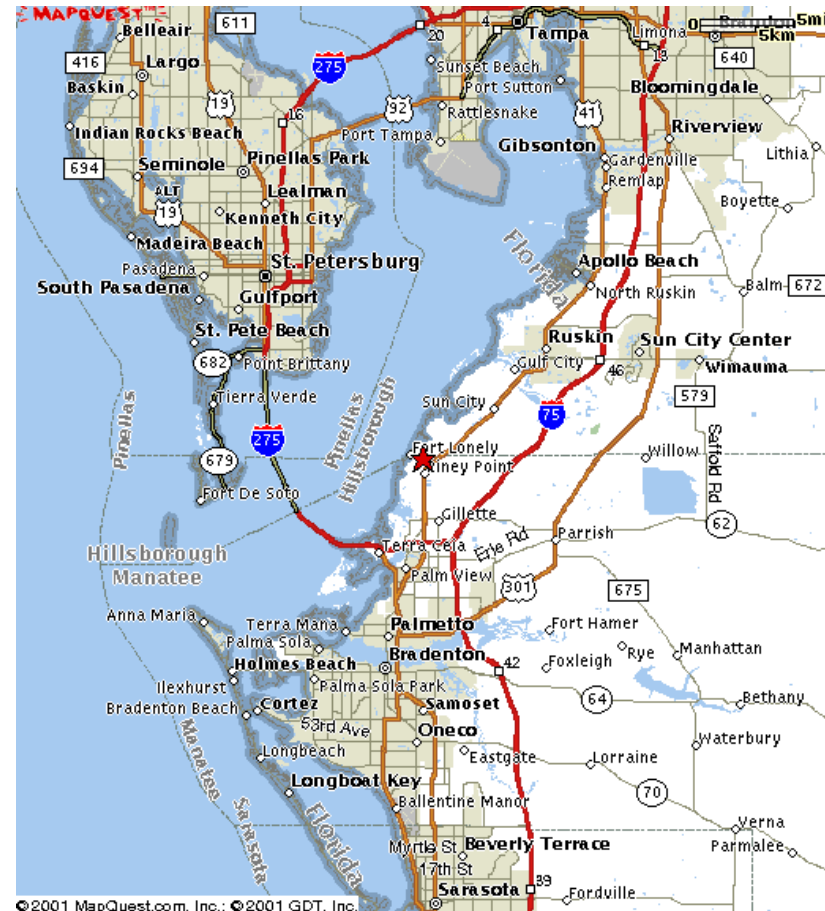 MAPQUEST
611
4
Tampa
Limona
0
5mi
5km
Belleair
20
13
416
Largo
275
Sunset Beach
640
Baskin
19
92
Port Sutton
41
Bloomingdale
16
Rattlesnake
Indian Rocks Beach
Port Tampa
Riverview
694
Seminole
Pinellas Park
Gibsonton
Gardenville
Lithia
ALT
19
Lealman
Remlap
Kenneth City
Boyette
Madeira Beach
Florida
Pasadena
St. Petersburg
Apollo Beach
South Pasadena
North Ruskin
Balm
672
Gulfport
St. Pete Beach
Ruskin
Sun City Center
682
Point Brittany
Gulf City
46
Wimauma
Tierra Verde
Sun City
75
579
Pinellas
275
Pinellas
Hillsborough
Saffold Rd
679
Fort Lonely
Willow
Piney Point
Fort De Soto
Gillette
62
Hillsborough
Manatee
Terra Ceia
Erie Rd
Parrish
Palm View
301
675
Anna Maria
Terra Mana
Palmetto
Fort Hamer
Palma Sola
Bradenton
Rye
Manhattan
Holmes Beach
42
Foxleigh
Ilexhurst
Palma Sola Park
64
Bethany
Bradenton Beach
Cortez
Samoset
53rd Ave
Oneco
Waterbury
Manatee
Sarasota
Longbeach
Eastgate
Lorraine
Longboat Key
70
Florida
Ballentine Manor
Verna
Myrtle St
Beverly Terrace
Parmalee
17th St
Sarasota
39
Fordville
©2001 MapQuest.com, Inc.; ©2001 GDT, Inc.